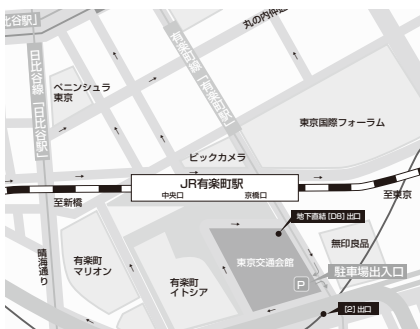 丸の内仲通り
比谷駅」
日比谷線「日比谷駅」
有楽町線「有楽町駅」
ペニンシュラ
東京
東京国際フォーラム
ビックカメラ
JR有楽町駅
中央口
京橋口
至新橋
至東京
地下直結 [D8] 出口
晴海通り
有楽町
マリオン
有楽町
イトシア
東京交通会館
無印良品
P
駐車場出入口
[2] 出口